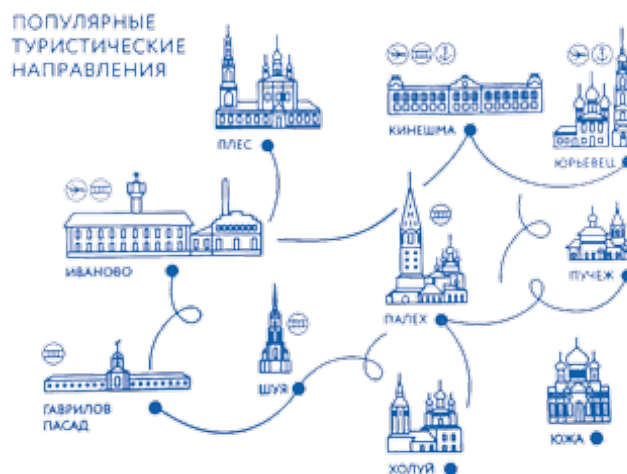 ПОПУЛЯРНЫЕ
ТУРИСТИЧЕСКИЕ
НАПРАВЛЕНИЯ
ПЛЕС
КИНЕШМА
ЮРЬЕВЕЦ
ИВАНОВО
ПАЛЕХ
ПУЧЕЖ
ГАВРИЛОВ
ПАСАД
ШУЯ
ХОЛУЙ
ЮЖА